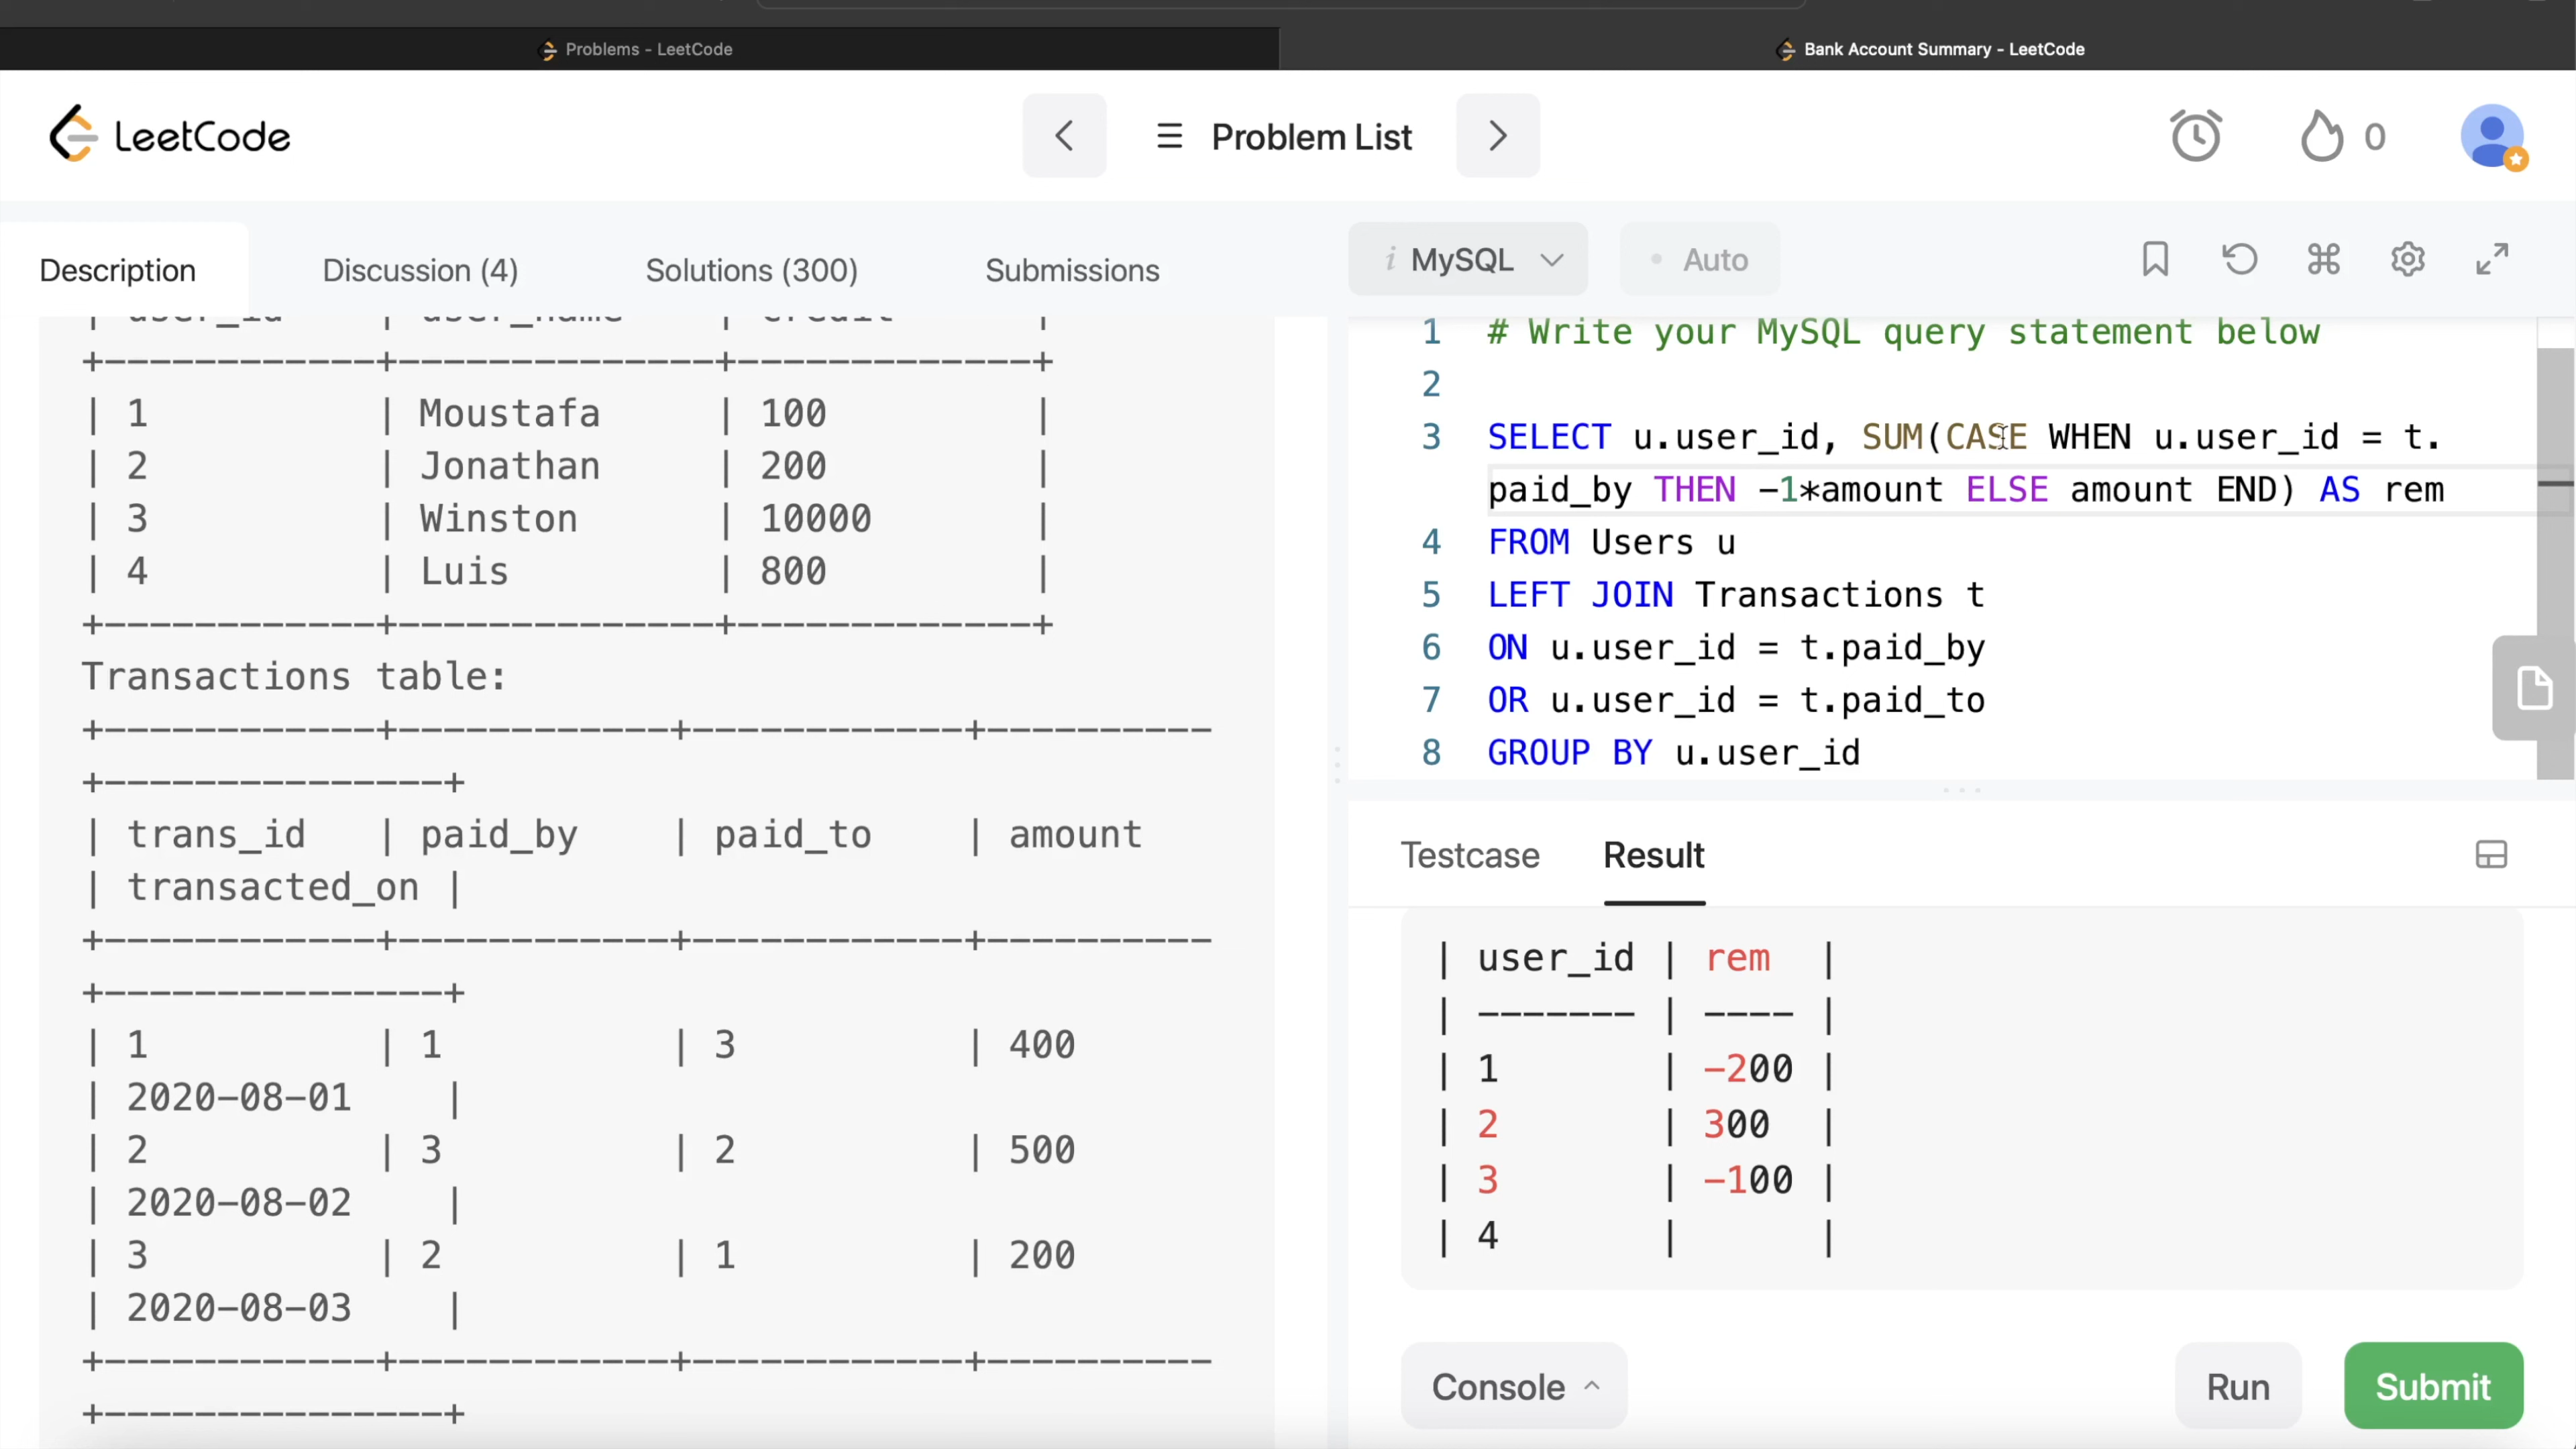 Problems - LeetCode
Bank Account Summary - LeetCode
LeetCode
Problem List
0
Description
Discussion (4)
Solutions (300)
Submissions
| user_id | user_name | credit |
+------------+------------+------------+
| 1 | Moustafa | 100 |
| 2 | Jonathan | 200 |
| 3 | Winston | 10000 |
| 4 | Luis | 800 |
+------------+------------+------------+
Transactions table:
+------------+------------+------------+----------
+---------------+
| trans_id | paid_by | paid_to | amount
| transacted_on |
+------------+------------+------------+----------
+---------------+
| 1 | 1 | 3 | 400
| 2020-08-01 |
| 2 | 3 | 2 | 500
| 2020-08-02 |
| 3 | 2 | 1 | 200
| 2020-08-03 |
+------------+------------+------------+----------
+---------------+
i MySQL
Auto
1 # Write your MySQL query statement below
2
3 SELECT u.user_id, SUM(CASE WHEN u.user_id = t.
paid_by THEN -1*amount ELSE amount END) AS rem
4 FROM Users u
5 LEFT JOIN Transactions t
6 ON u.user_id = t.paid_by
7 OR u.user_id = t.paid_to
8 GROUP BY u.user_id
Testcase
Result
| user_id | rem |
| ------- | ---- |
| 1 | -200 |
| 2 | 300 |
| 3 | -100 |
| 4 | |
Console
Run
Submit